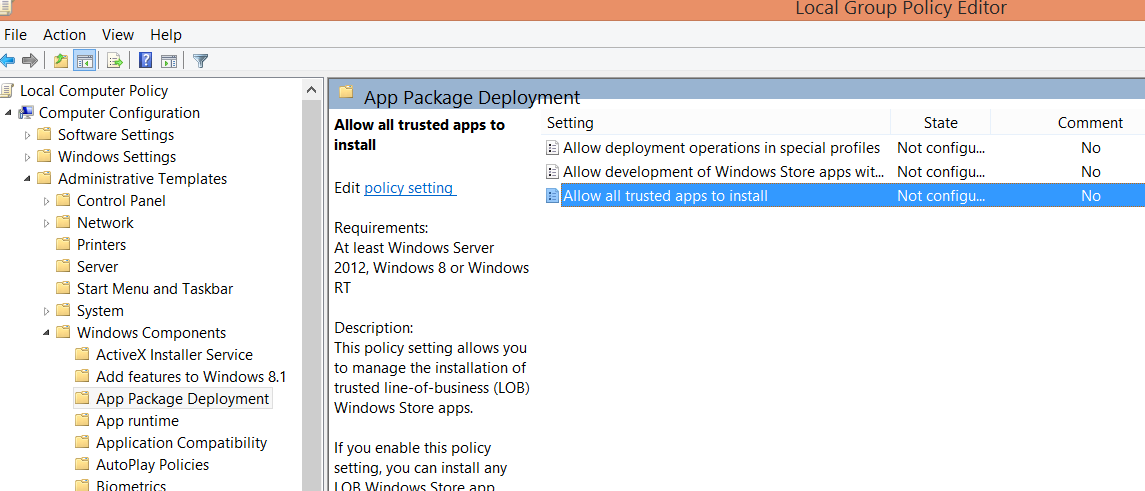 Local Group Policy Editor
File Action View Help
Local Computer Policy
Computer Configuration
Software Settings
Windows Settings
Administrative Templates
Control Panel
Network
Printers
Server
Start Menu and Taskbar
System
Windows Components
ActiveX Installer Service
Add features to Windows 8.1
App Package Deployment
App runtime
Application Compatibility
AutoPlay Policies
Biometrics
App Package Deployment
Allow all trusted apps to
install
Edit policy setting
Requirements:
At least Windows Server
2012, Windows 8 or Windows
RT
Description:
This policy setting allows you
to manage the installation of
trusted line-of-business (LOB)
Windows Store apps.
If you enable this policy
setting, you can install any
LOB Windows Store app
Setting State Comment
Allow deployment operations in special profiles Not configu... No
Allow development of Windows Store apps wit... Not configu... No
Allow all trusted apps to install Not configu... No